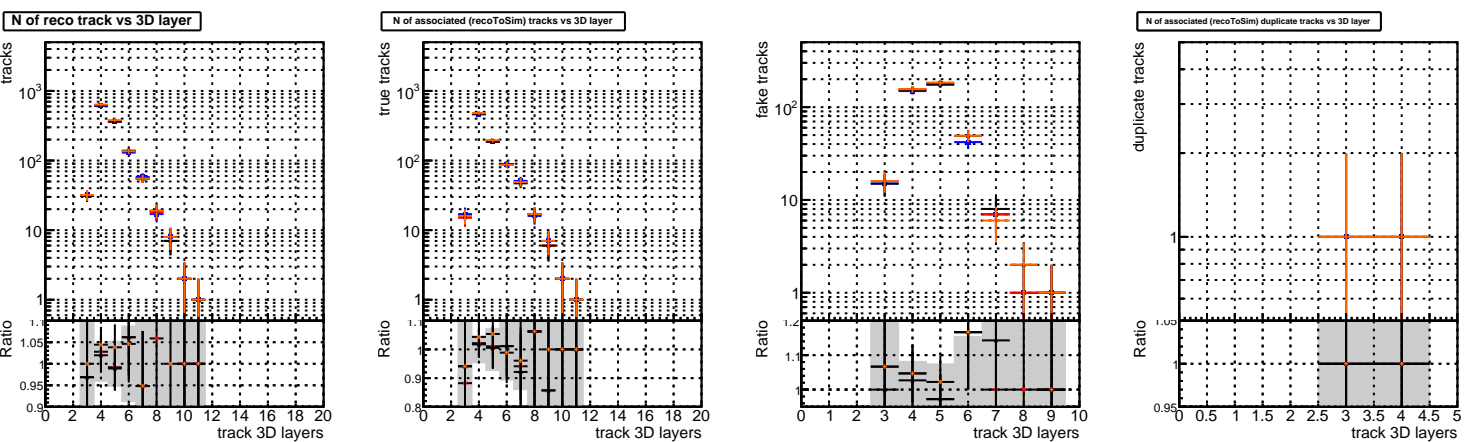 N of reco track vs 3D layer
tracks
10³
10²
10
1
Ratio
1.1
1.05
1
0.95
0.9
0 2 4 6 8 10 12 14 16 18 20
track 3D layers
N of associated (recoToSim) tracks vs 3D layer
true tracks
10³
10²
10
1
Ratio
1.1
1
0.9
0.8
0 2 4 6 8 10 12 14 16 18 20
track 3D layers
fake tracks
10²
10
1
Ratio
1.2
1.1
1
0 1 2 3 4 5 6 7 8 9 10
track 3D layers
N of associated (recoToSim) duplicate tracks vs 3D layer
duplicate tracks
1
Ratio
1.05
1
0.95
0 0.5 1 1.5 2 2.5 3 3.5 4 4.5 5
track 3D layers